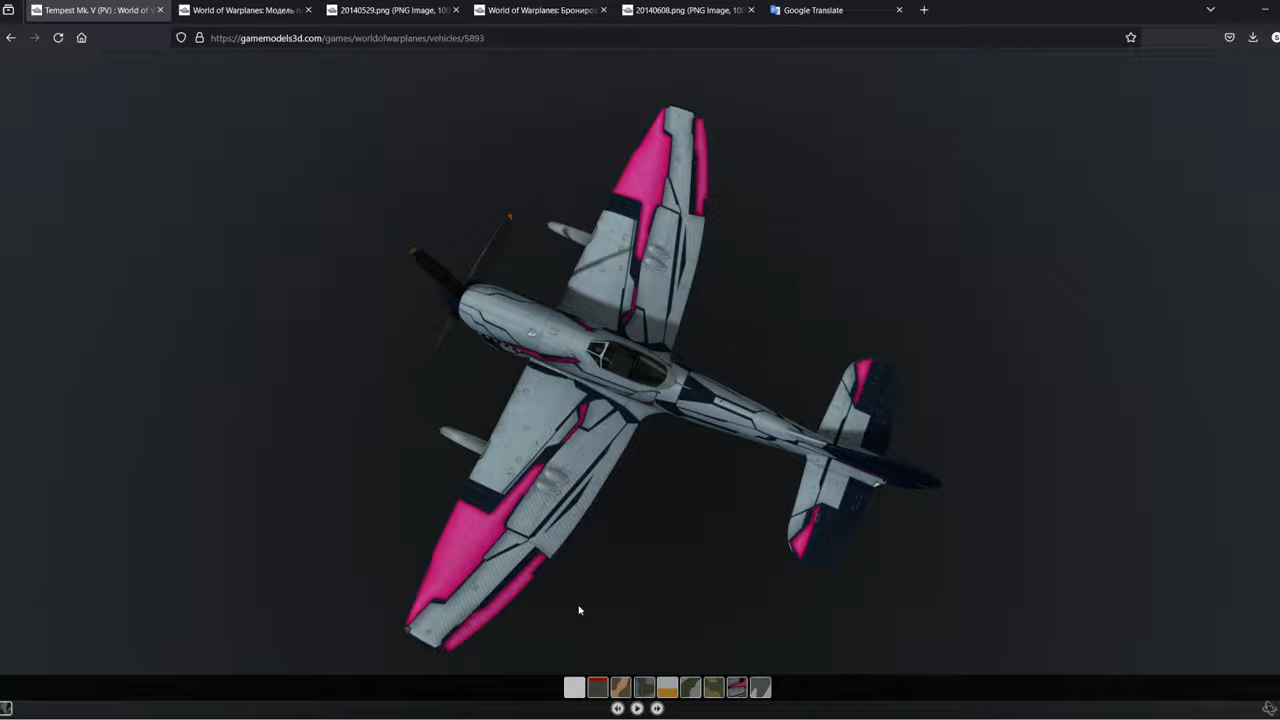 Tempest Mk. V (PV) : World of V
World of Warplanes: Модель п
20140529.png (PNG Image, 10
World of Warplanes: Брониро
20140608.png (PNG Image, 10
Google Translate
https://gamemodels3d.com/games/worldofwarplanes/vehicles/5893